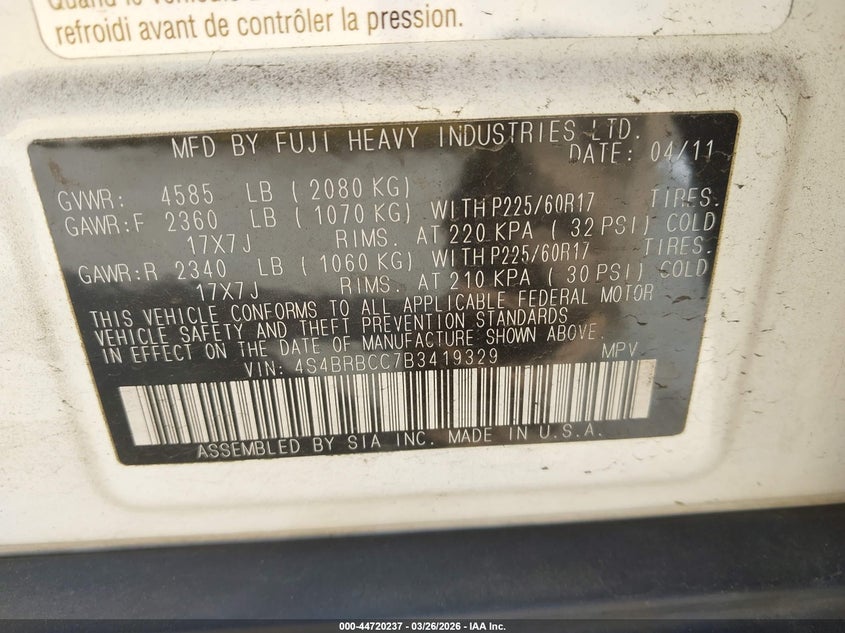 refroidi avant de contrôler la pression.
MFD BY FUJI HEAVY INDUSTRIES LTD.
DATE: 04/11
GVWR: 4585 LB ( 2080 KG)
GAWR:F 2360 LB ( 1070 KG) WITH P225/60R17 TIRES.
17X7J RIMS. AT 220 KPA ( 32 PSI) COLD
GAWR:R 2340 LB ( 1060 KG) WITH P225/60R17 TIRES.
17X7J RIMS. AT 210 KPA ( 30 PSI) COLD
THIS VEHICLE CONFORMS TO ALL APPLICABLE FEDERAL MOTOR
VEHICLE SAFETY AND THEFT PREVENTION STANDARDS
IN EFFECT ON THE DATE OF MANUFACTURE SHOWN ABOVE.
VIN: 4S4BRBCC7B3419329 MPV
ASSEMBLED BY SIA INC. MADE IN U.S.A.
000-44720237 - 03/26/2026 - IAA Inc.